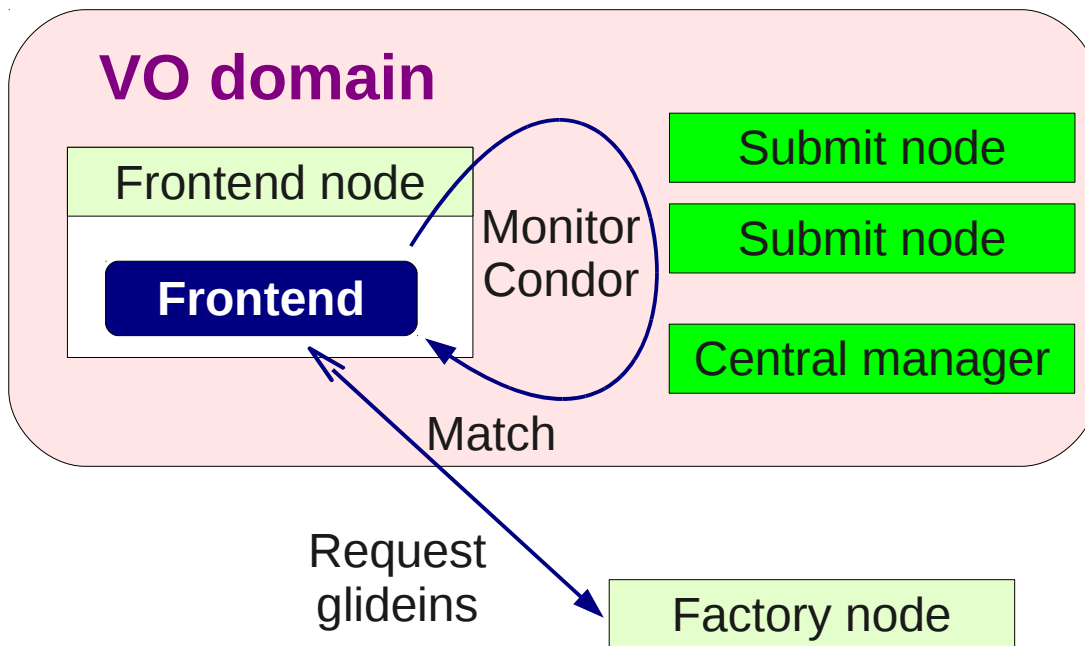 VO domain
Frontend node
Frontend
Monitor
Condor
Submit node
Submit node
Central manager
Match
Request
glideins
Factory node